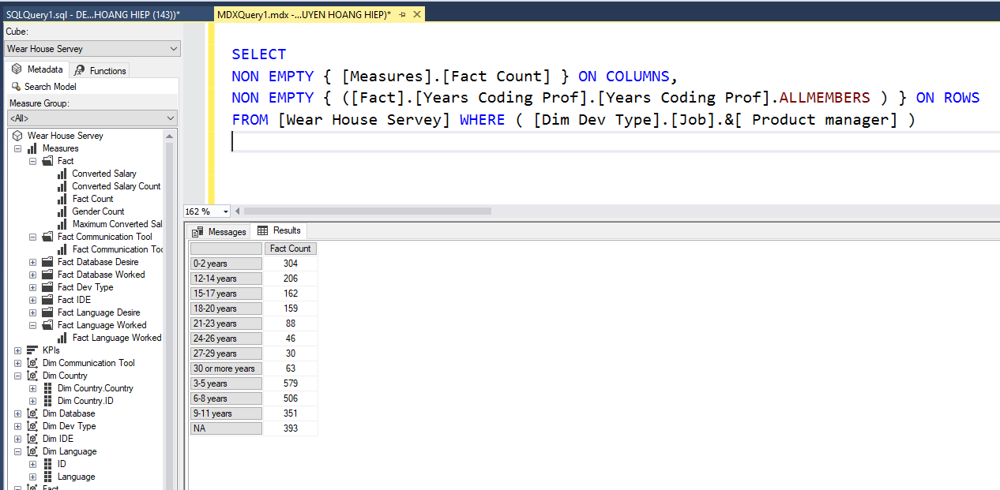 SQLQuery1.sql - DE...HOANG HIEP (143))*
MDXQuery1.mdx -...UYEN HOANG HIEP)*
Cube:
Wear House Servey
Metadata
Functions
Search Model
Measure Group:
<All>
Wear House Servey
Measures
Fact
Converted Salary
Converted Salary Count
Fact Count
Gender Count
Maximum Converted Sal
Fact Communication Tool
Fact Communication Too
Fact Database Desire
Fact Database Worked
Fact Dev Type
Fact IDE
Fact Language Desire
Fact Language Worked
Fact Language Worked
KPIs
Dim Communication Tool
Dim Country
Dim Country.Country
Dim Country.ID
Dim Database
Dim Dev Type
Dim IDE
Dim Language
ID
Language
Fact
SELECT
NON EMPTY { [Measures].[Fact Count] } ON COLUMNS,
NON EMPTY { ([Fact].[Years Coding Prof].[Years Coding Prof].ALLMEMBERS ) } ON ROWS
FROM [Wear House Servey] WHERE ( [Dim Dev Type].[Job].&[ Product manager] )
162 %
Messages
Results
Fact Count
0-2 years 304
12-14 years 206
15-17 years 162
18-20 years 159
21-23 years 88
24-26 years 46
27-29 years 30
30 or more years 63
3-5 years 579
6-8 years 506
9-11 years 351
NA 393